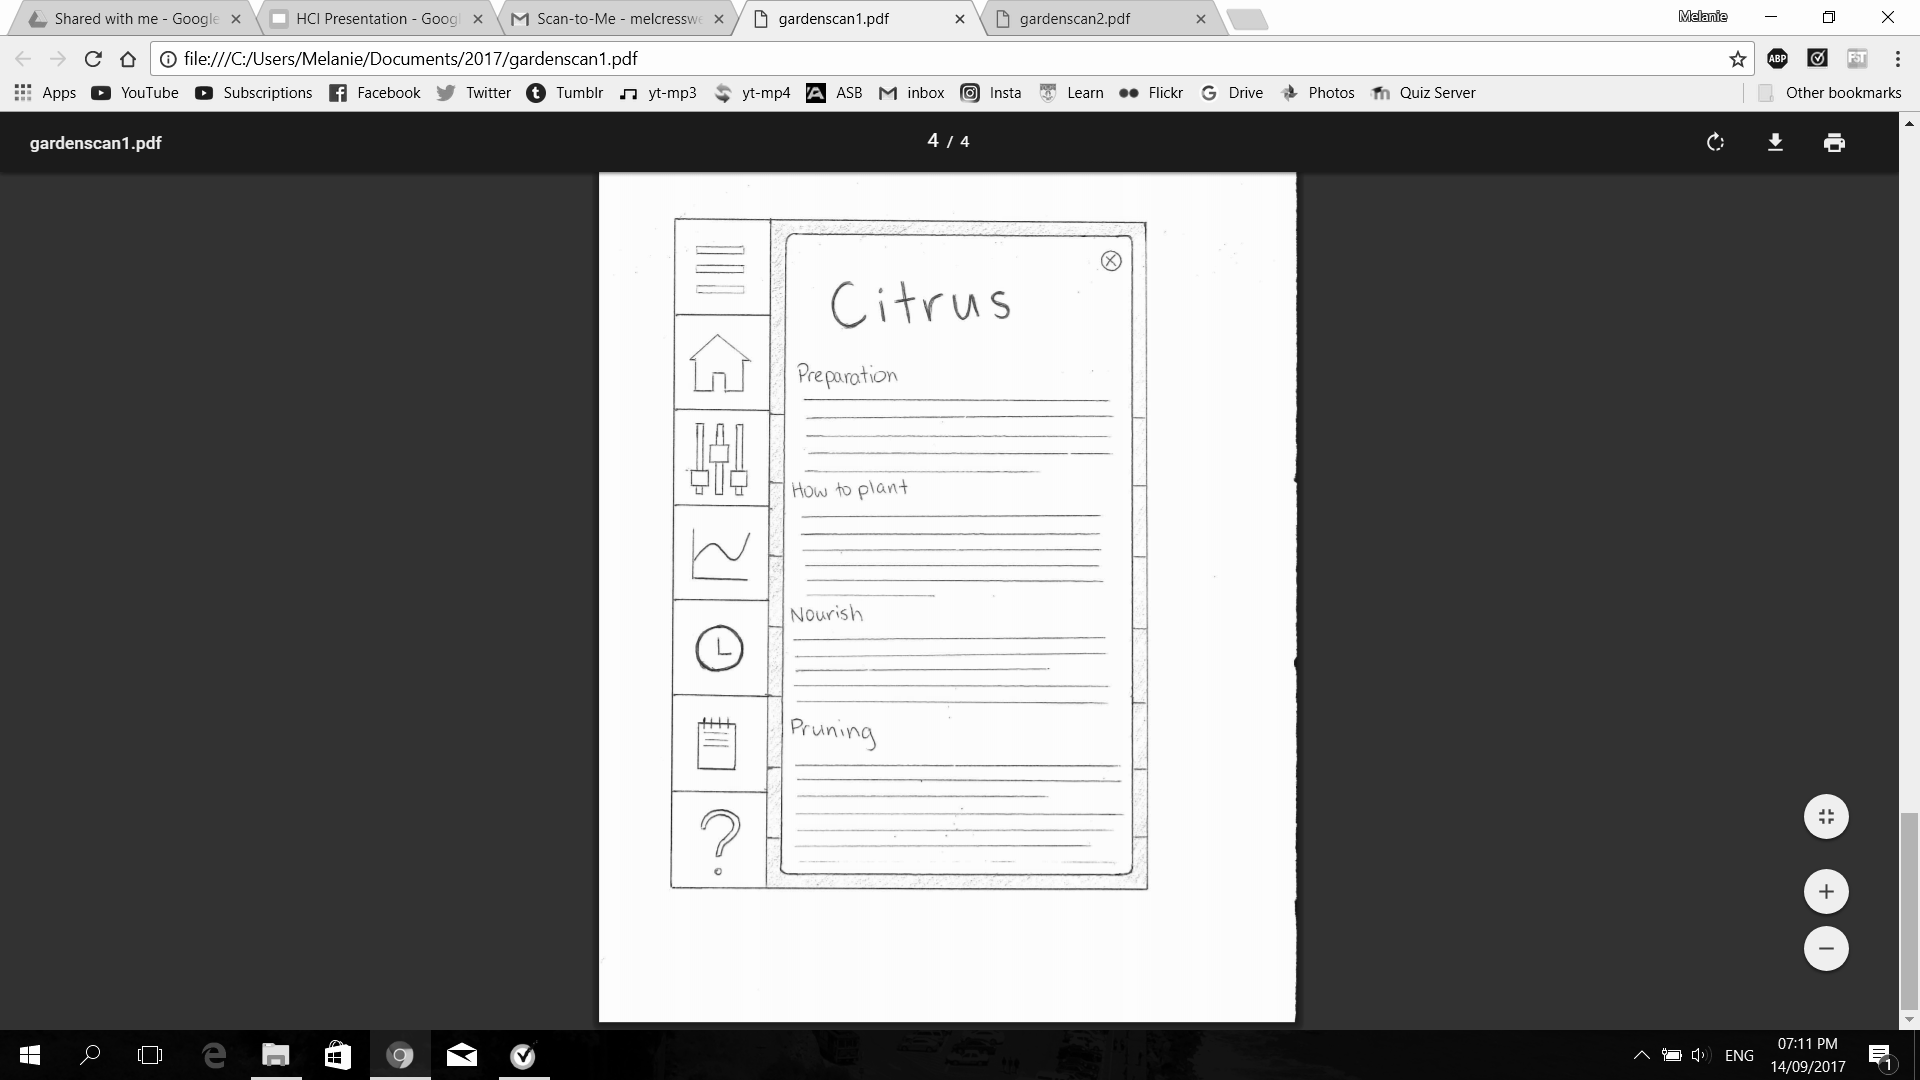 Shared with me - Google
HCI Presentation - Googl
Scan-to-Me - melcresswe
gardenscan1.pdf
gardenscan2.pdf
Melanie
file:///C:/Users/Melanie/Documents/2017/gardenscan1.pdf
ABP
F&T
Apps
YouTube
Subscriptions
Facebook
Twitter
Tumblr
yt-mp3
yt-mp4
ASB
inbox
Insta
Learn
Flickr
Drive
Photos
Quiz Server
Other bookmarks
gardenscan1.pdf
4 / 4
Citrus
Preparation
How to plant
Nourish
Pruning
?
ENG
07:11 PM
14/09/2017
1